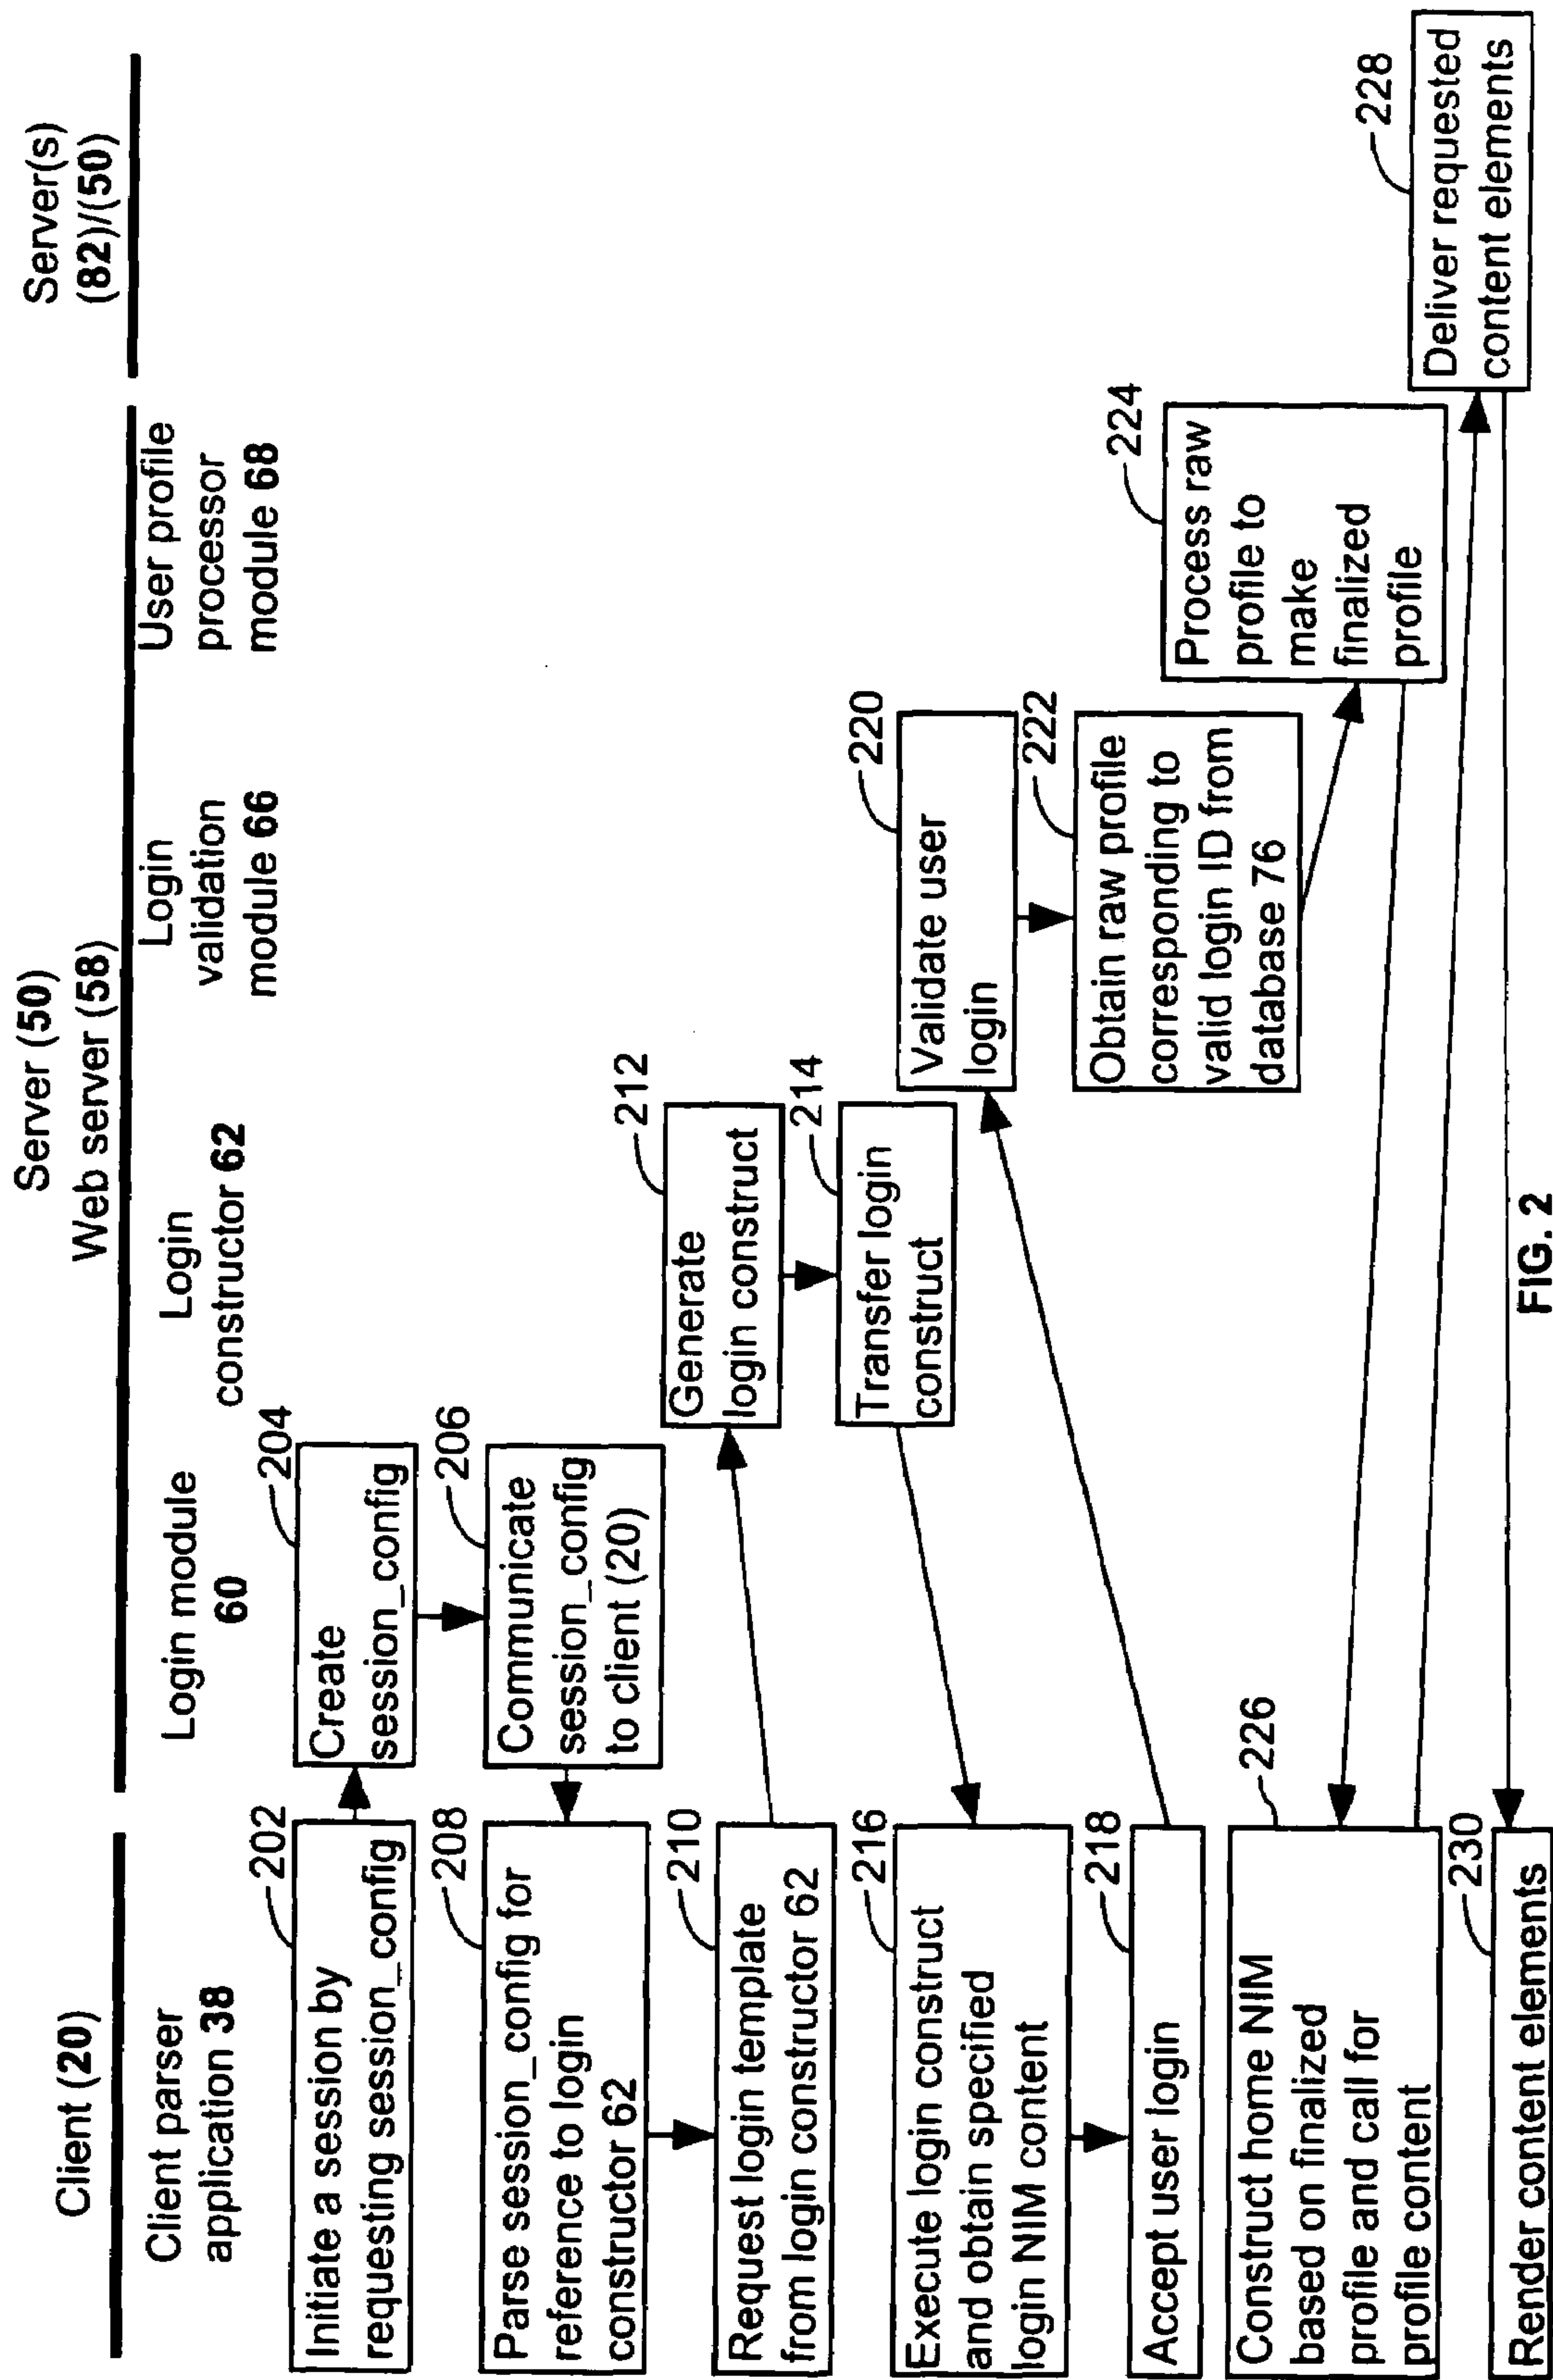 Client (20)
Client parser
application 38
Server (50)
Web server (58)
Login module
60
Login
constructor 62
Login
validation
module 66
User profile
processor
module 68
Server(s)
(82)/(50)
202
Initiate a session by
requesting session_config
204
Create
session_config
206
Communicate
session_config
to client (20)
208
Parse session_config for
reference to login
constructor 62
210
Request login template
from login constructor 62
212
Generate
login construct
214
Transfer login
construct
216
Execute login construct
and obtain specified
login NIM content
218
Accept user login
220
Validate user
login
222
Obtain raw profile
corresponding to
valid login ID from
database 76
224
Process raw
profile to
make
finalized
profile
226
Construct home NIM
based on finalized
profile and call for
profile content
228
Deliver requested
content elements
230
Render content elements
FIG. 2